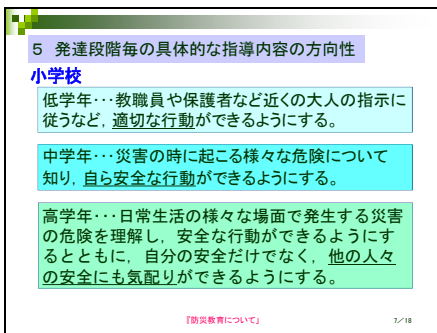 ５ 発達段階毎の具体的な指導内容の方向性
小学校
低学年･･･教職員や保護者など近くの大人の指示に
従うなど，適切な行動ができるようにする。
中学年･･･災害の時に起こる様々な危険について
知り，自ら安全な行動ができるようにする。
高学年･･･日常生活の様々な場面で発生する災害
の危険を理解し，安全な行動ができるようにす
るとともに，自分の安全だけでなく，他の人々
の安全にも気配りができるようにする。
『防災教育について』
7／18